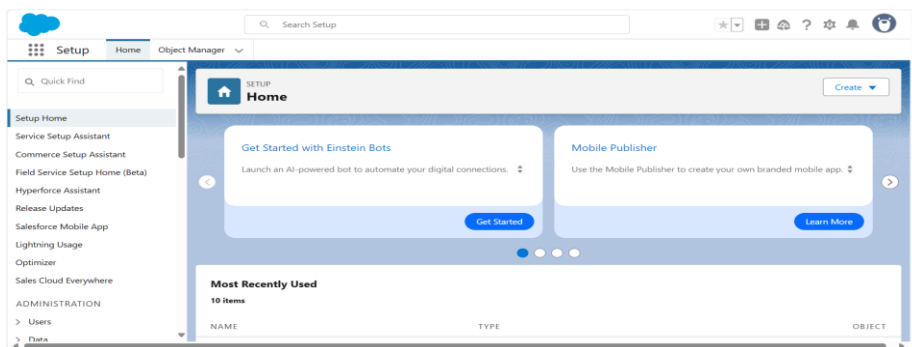 Search Setup
Setup
Home
Object Manager
Quick Find
Setup Home
Service Setup Assistant
Commerce Setup Assistant
Field Service Setup Home (Beta)
Hyperforce Assistant
Release Updates
Salesforce Mobile App
Lightning Usage
Optimizer
Sales Cloud Everywhere
ADMINISTRATION
Users
Data
SETUP
Home
Create
Get Started with Einstein Bots
Launch an AI-powered bot to automate your digital connections.
Get Started
Mobile Publisher
Use the Mobile Publisher to create your own branded mobile app.
Learn More
Most Recently Used
10 items
NAME TYPE OBJECT